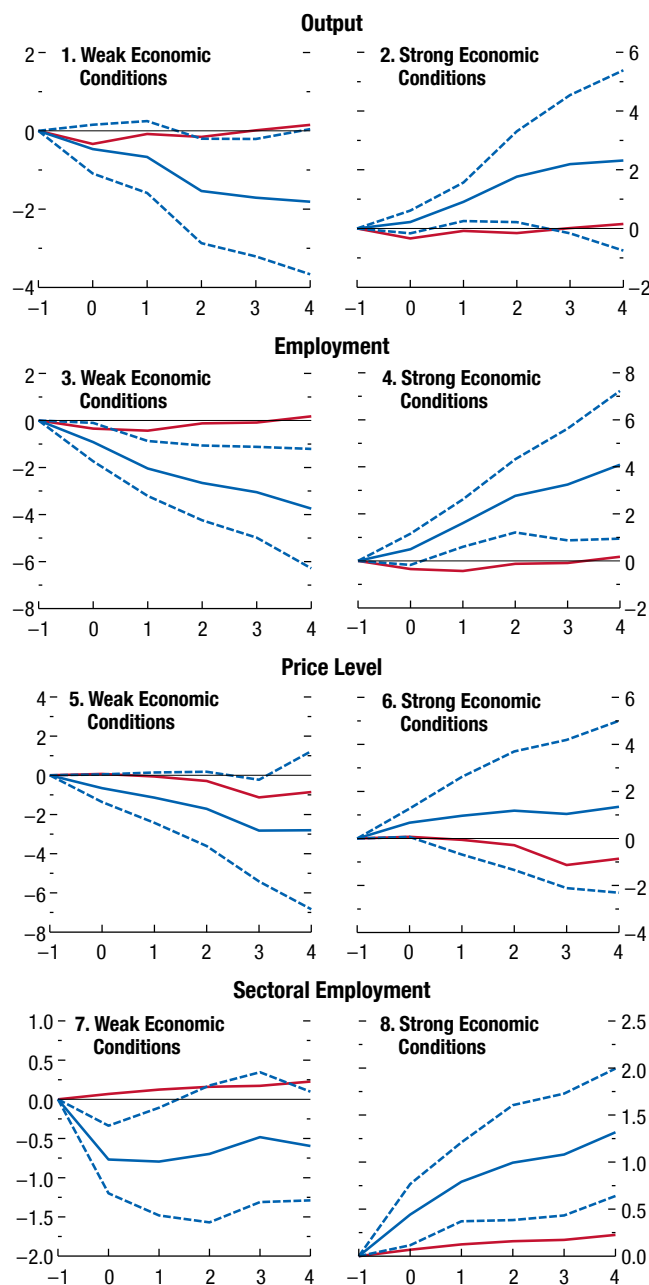 Output
1. Weak Economic
Conditions
2
0
−2
−4
−1 0 1 2 3 4
2. Strong Economic
Conditions
6
4
2
0
−2
−1 0 1 2 3 4
Employment
3. Weak Economic
Conditions
2
0
−2
−4
−6
−8
−1 0 1 2 3 4
4. Strong Economic
Conditions
8
6
4
2
0
−2
−1 0 1 2 3 4
Price Level
5. Weak Economic
Conditions
4
2
0
−2
−4
−6
−8
−1 0 1 2 3 4
6. Strong Economic
Conditions
6
4
2
0
−2
−4
−1 0 1 2 3 4
Sectoral Employment
7. Weak Economic
Conditions
1.0
0.5
0.0
−0.5
−1.0
−1.5
−2.0
−1 0 1 2 3 4
8. Strong Economic
Conditions
2.5
2.0
1.5
1.0
0.5
0.0
−1 0 1 2 3 4